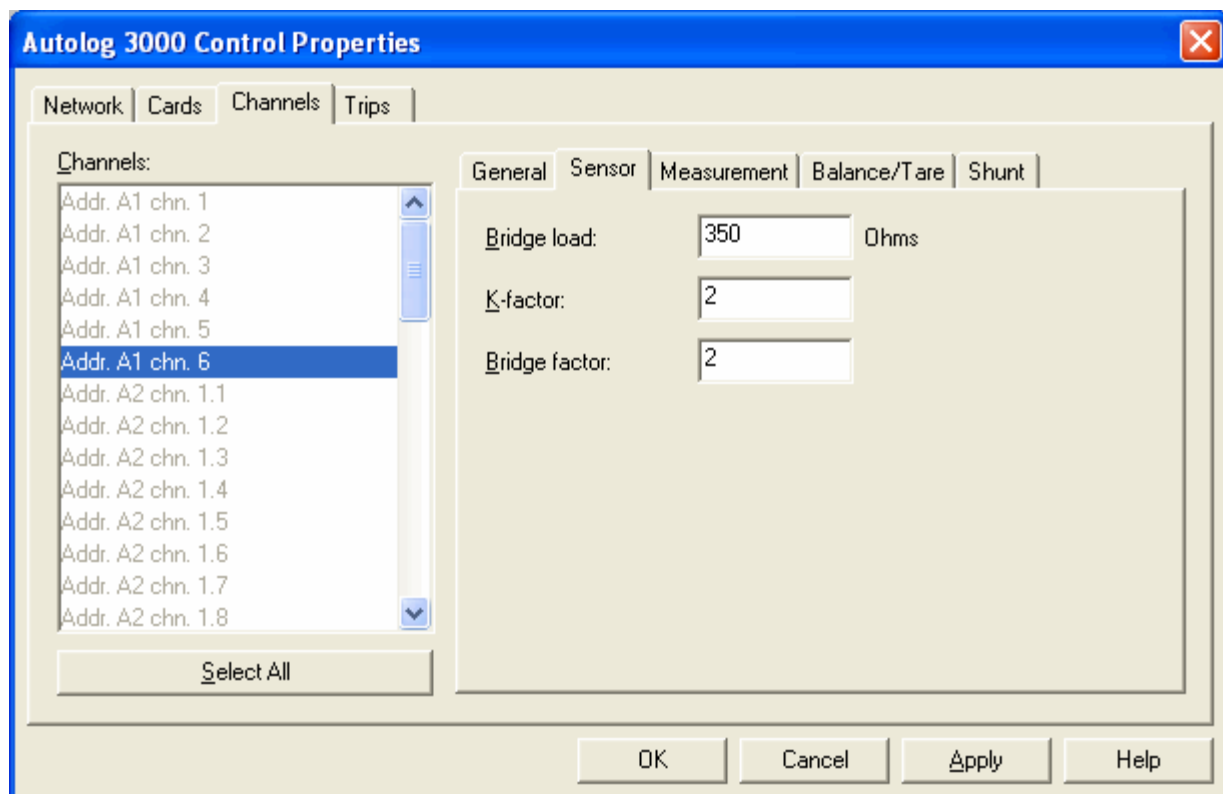 Autolog 3000 Control Properties
Network Cards Channels Trips
Channels:
Addr. A1 chn. 1
Addr. A1 chn. 2
Addr. A1 chn. 3
Addr. A1 chn. 4
Addr. A1 chn. 5
Addr. A1 chn. 6
Addr. A2 chn. 1.1
Addr. A2 chn. 1.2
Addr. A2 chn. 1.3
Addr. A2 chn. 1.4
Addr. A2 chn. 1.5
Addr. A2 chn. 1.6
Addr. A2 chn. 1.7
Addr. A2 chn. 1.8
Select All
General Sensor Measurement Balance/Tare Shunt
Bridge load: 350 Ohms
K-factor: 2
Bridge factor: 2
OK Cancel Apply Help